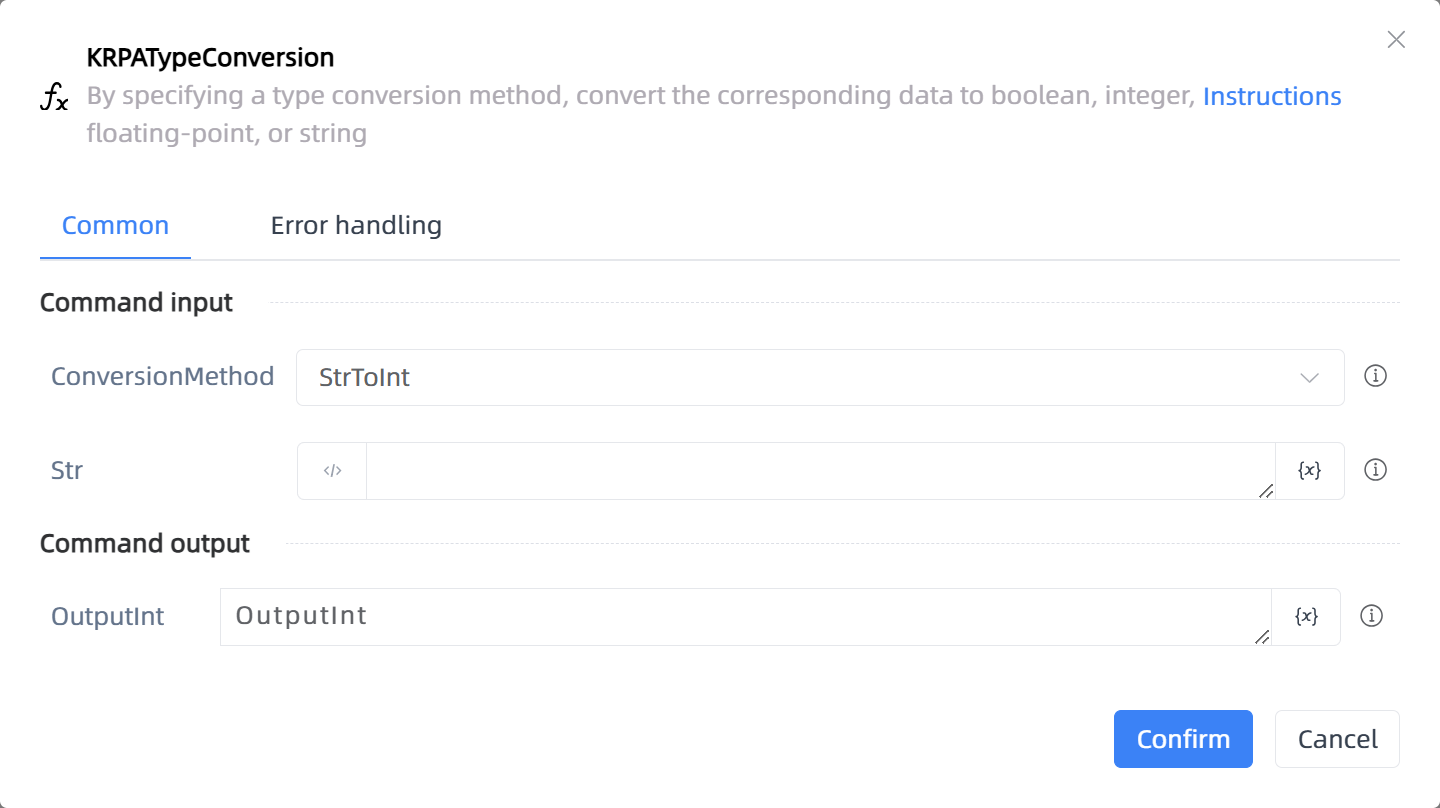 KRPATypeConversion
fx
By specifying a type conversion method, convert the corresponding data to boolean, integer, Instructions
floating-point, or string
Common Error handling
Command input
ConversionMethod StrToInt
Str </> {x}
Command output
OutputInt OutputInt {x}
Confirm Cancel